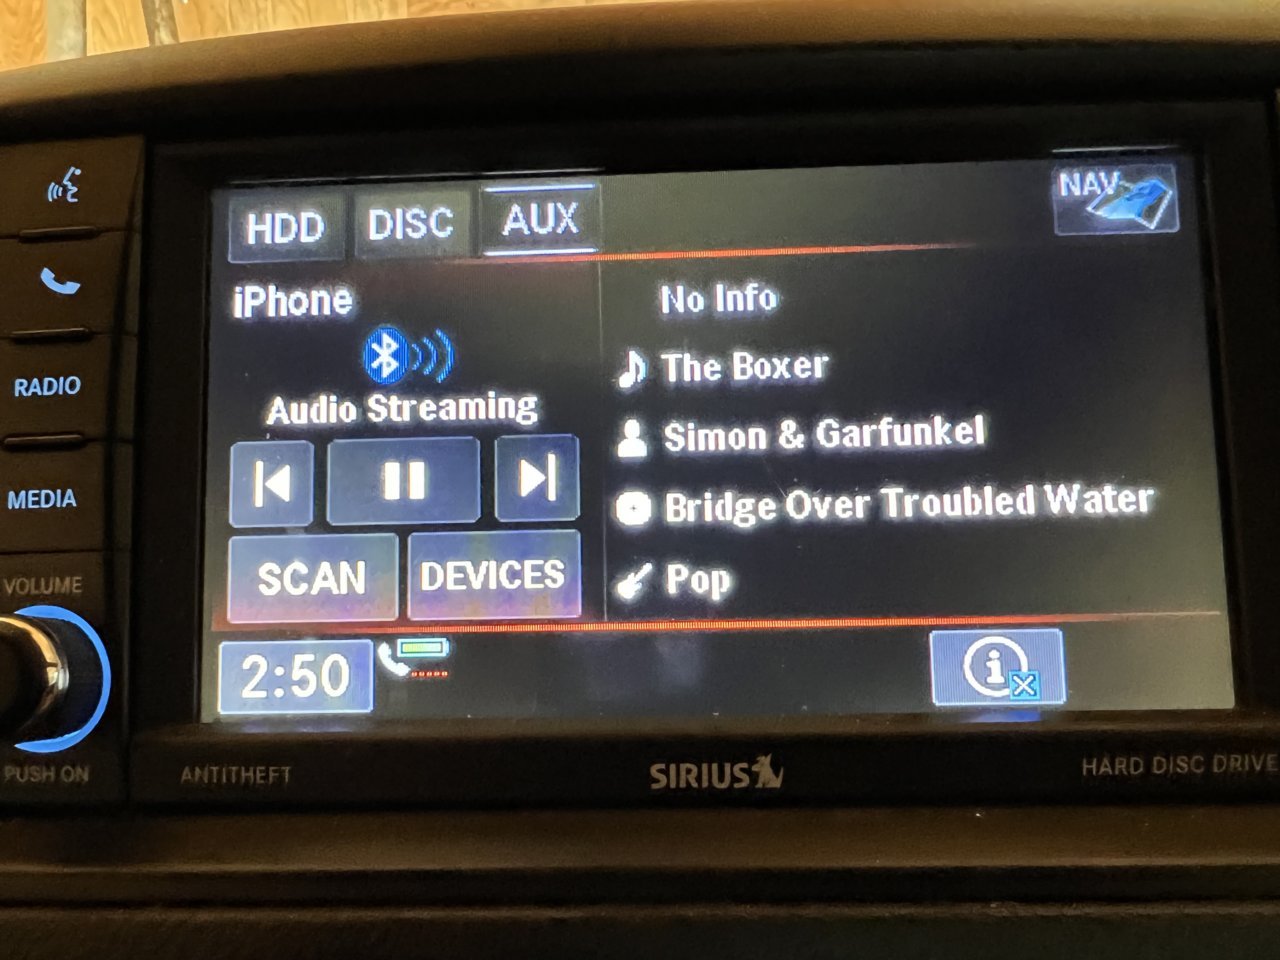 HDD DISC AUX NAV
iPhone
No Info
The Boxer
Audio Streaming
Simon & Garfunkel
Bridge Over Troubled Water
SCAN DEVICES
Pop
2:50
RADIO
MEDIA
VOLUME
PUSH ON
ANTITHEFT
SIRIUS
HARD DISC DRIVE